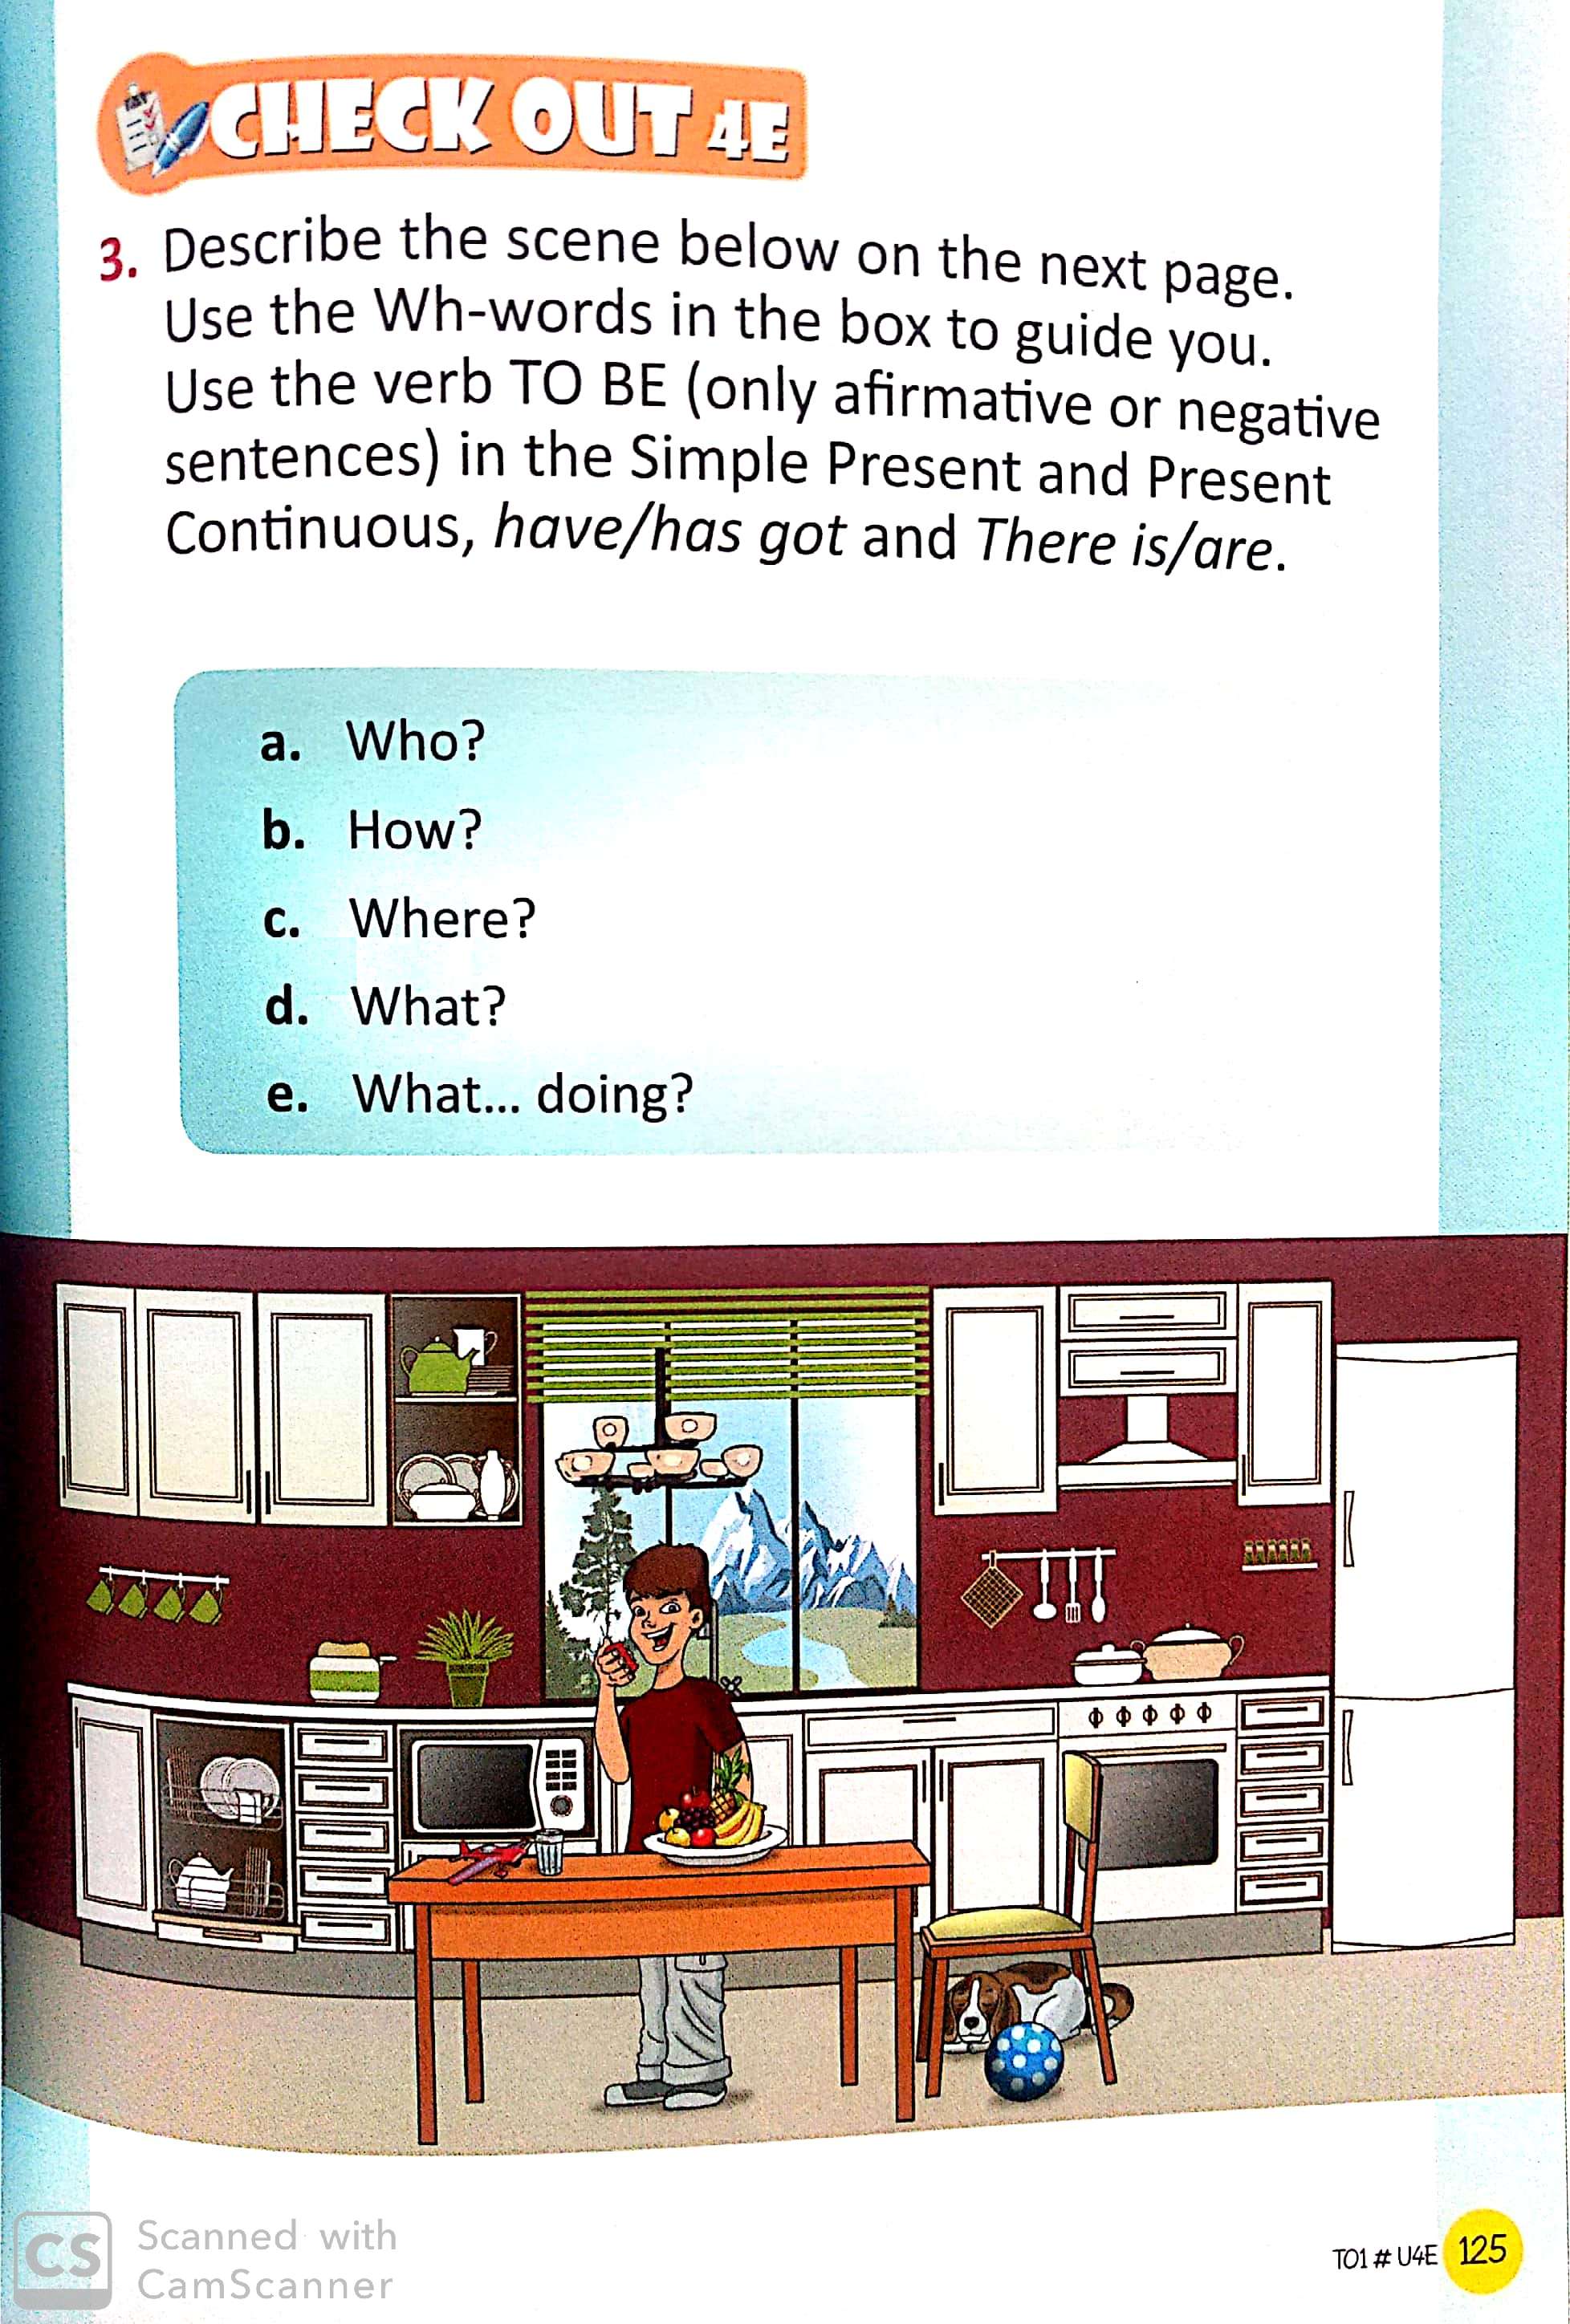 CHECK OUT 4E
3. Describe the scene below on the next page.
Use the Wh-words in the box to guide you.
Use the verb TO BE (only afirmative or negative
sentences) in the Simple Present and Present
Continuous, have/has got and There is/are.
a. Who?
b. How?
c. Where?
d. What?
e. What... doing?
CS Scanned with
CamScanner
TO1 # U4E 125